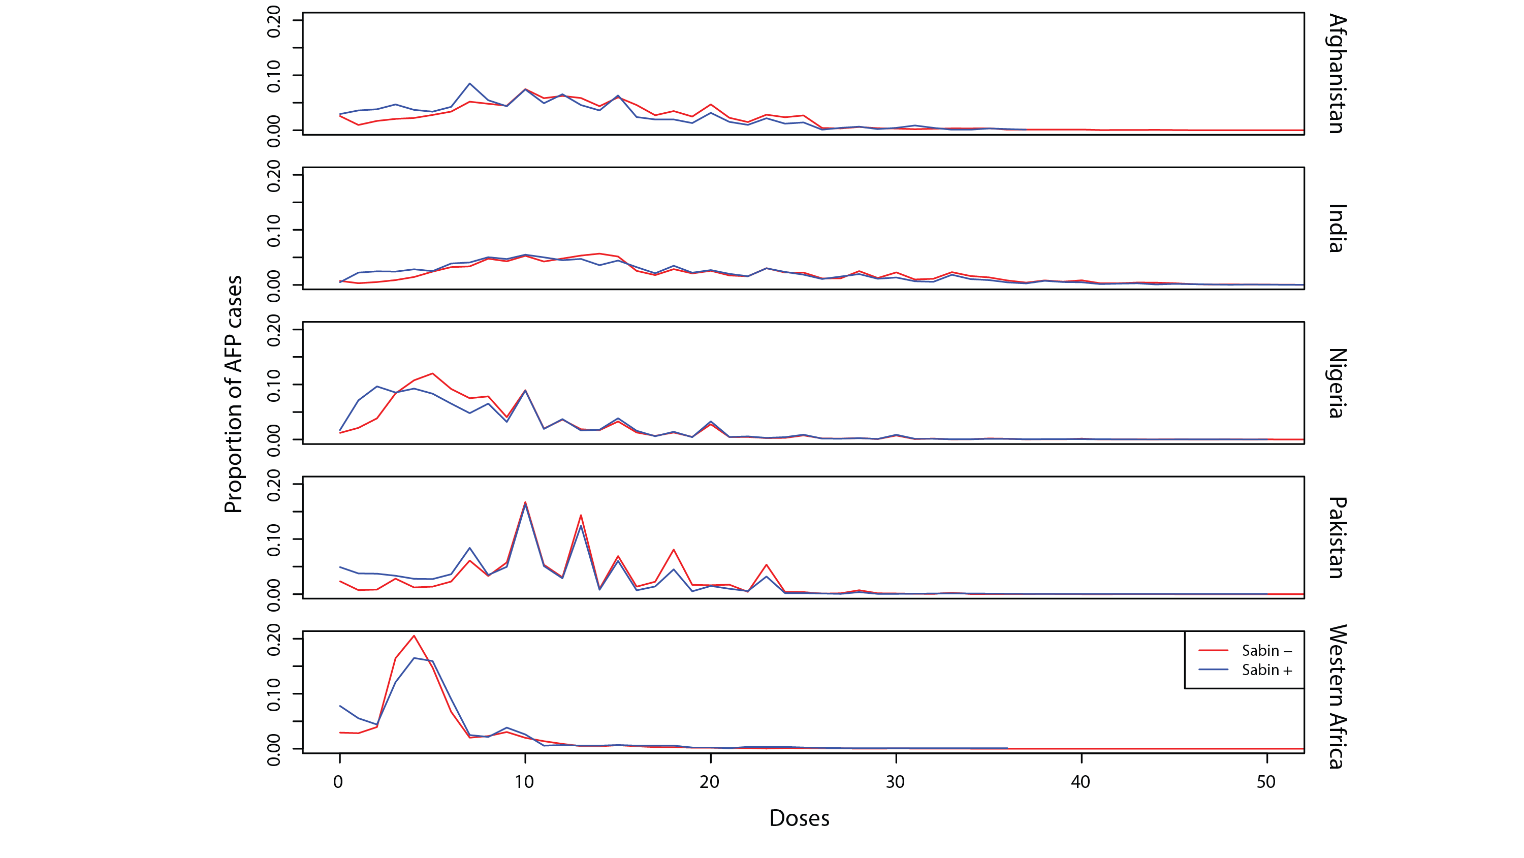 Proportion of AFP cases
0.20
0.10
0.00
Afghanistan
0.20
0.10
0.00
India
0.20
0.10
0.00
Nigeria
0.20
0.10
0.00
Pakistan
0.20
0.10
0.00
Western Africa
Sabin −
Sabin +
0 10 20 30 40 50
Doses